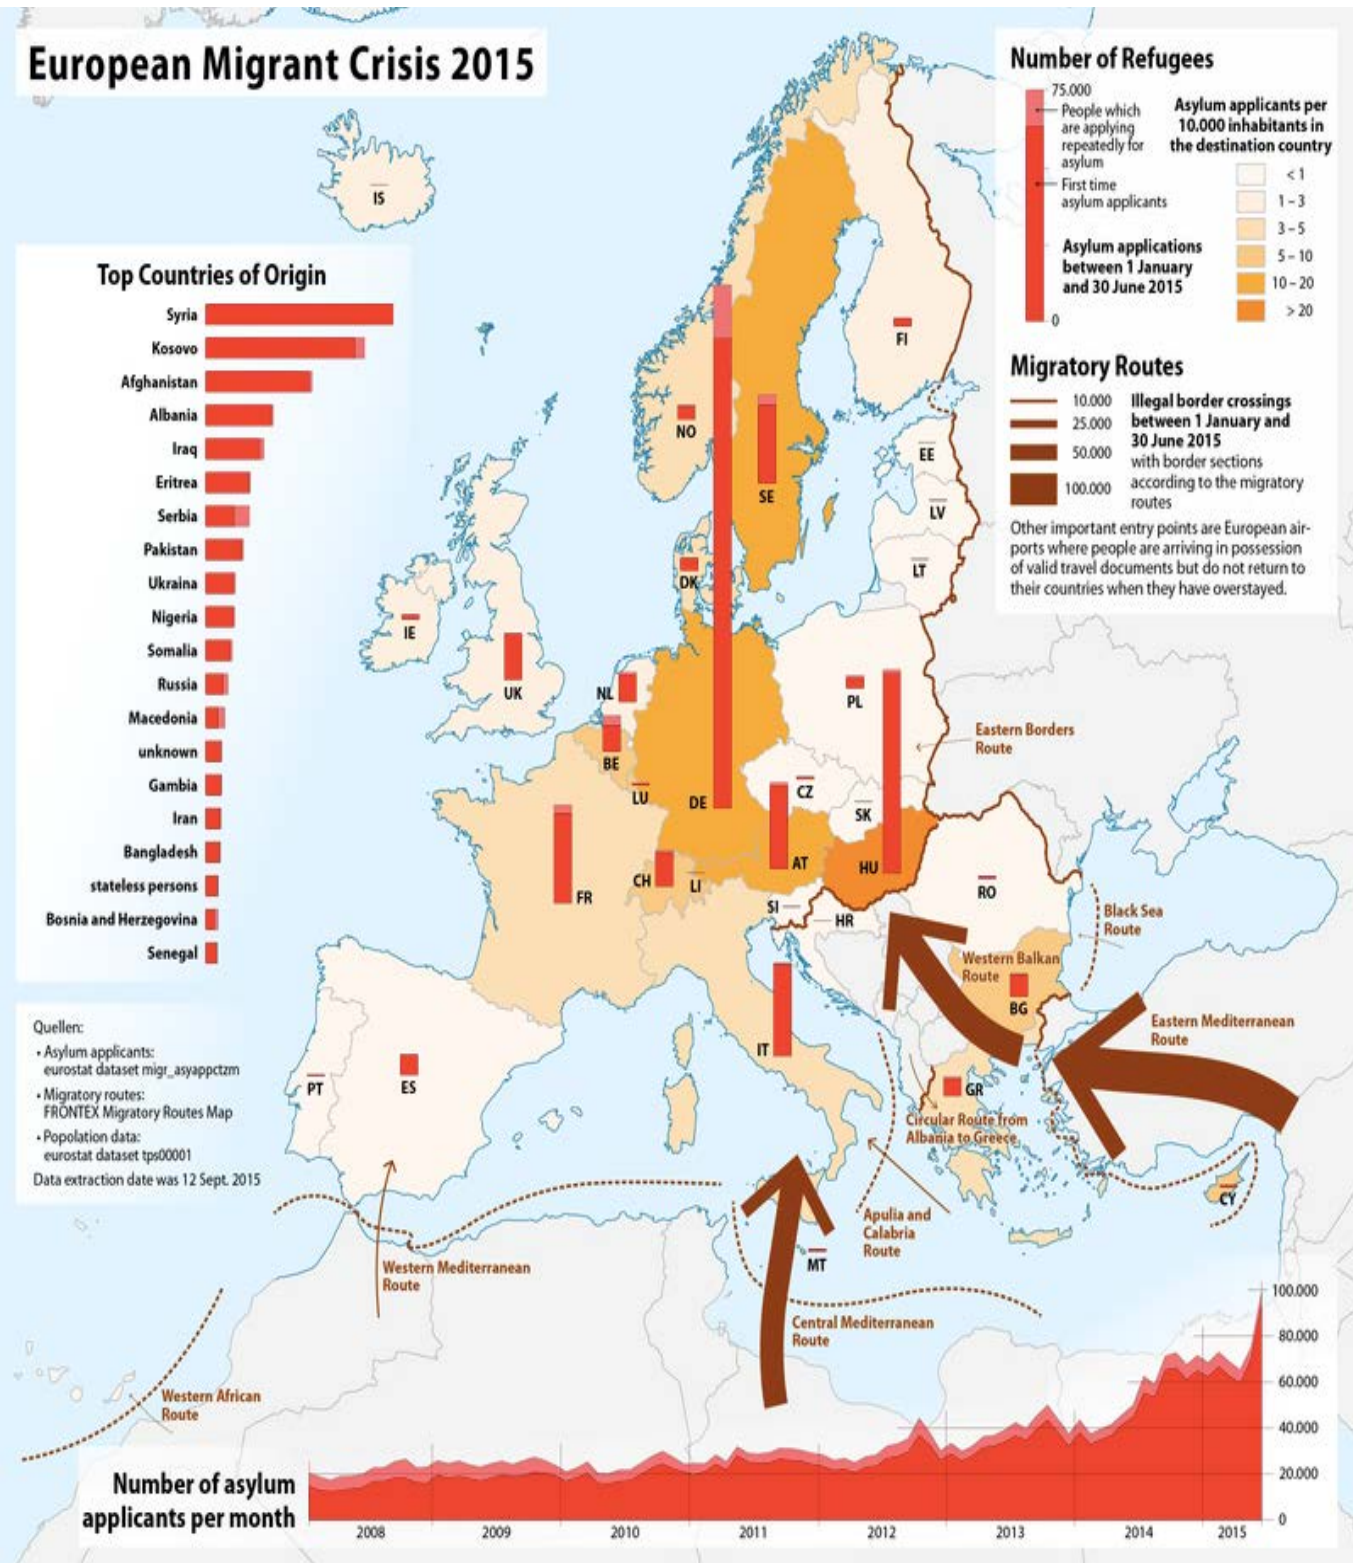 European Migrant Crisis 2015
Number of Refugees
75.000
People which
are applying
repeatedly for
asylum
First time
asylum applicants
Asylum applications
between 1 January
and 30 June 2015
0
Asylum applicants per
10.000 inhabitants in
the destination country
< 1
1 – 3
3 – 5
5 – 10
10 – 20
> 20
Migratory Routes
10.000
25.000
50.000
100.000
Illegal border crossings
between 1 January and
30 June 2015
with border sections
according to the migratory
routes
Other important entry points are European air-
ports where people are arriving in possession
of valid travel documents but do not return to
their countries when they have overstayed.
Top Countries of Origin
Syria
Kosovo
Afghanistan
Albania
Iraq
Eritrea
Serbia
Pakistan
Ukraina
Nigeria
Somalia
Russia
Macedonia
unknown
Gambia
Iran
Bangladesh
stateless persons
Bosnia and Herzegovina
Senegal
Quellen:
• Asylum applicants:
eurostat dataset migr_asyappctzm
• Migratory routes:
FRONTEX Migratory Routes Map
• Popolation data:
eurostat dataset tps00001
Data extraction date was 12 Sept. 2015
IS
FI
NO
SE
EE
LV
LT
DK
IE
UK
NL
BE
LU
DE
PL
CZ
SK
AT
HU
CH
LI
FR
SI
HR
RO
BG
IT
PT
ES
GR
CY
MT
Eastern Borders
Route
Black Sea
Route
Western Balkan
Route
Eastern Mediterranean
Route
Circular Route from
Albania to Greece
Apulia and
Calabria
Route
Western Mediterranean
Route
Central Mediterranean
Route
Western African
Route
Number of asylum
applicants per month
100.000
80.000
60.000
40.000
20.000
0
2008
2009
2010
2011
2012
2013
2014
2015